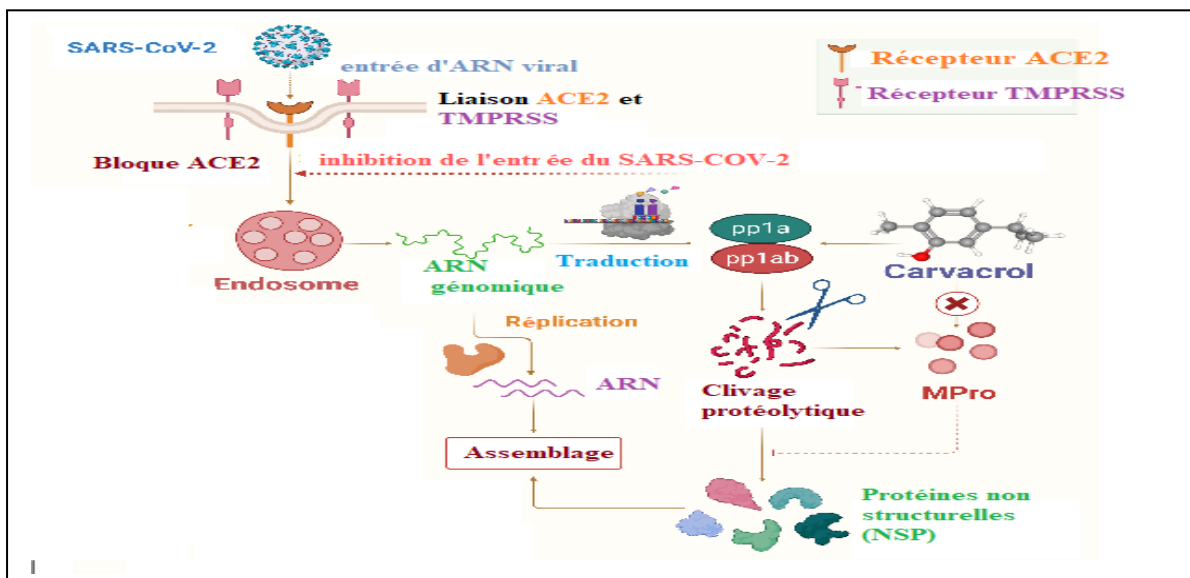 SARS-CoV-2
entrée d'ARN viral
Récepteur ACE2
Récepteur TMPRSS
Liaison ACE2 et
TMPRSS
Bloque ACE2
inhibition de l'entrée du SARS-COV-2
Endosome
ARN
génomique
Traduction
pp1a
pp1ab
Carvacrol
Réplication
ARN
Clivage
protéolytique
MPro
Assemblage
Protéines non
structurelles
(NSP)